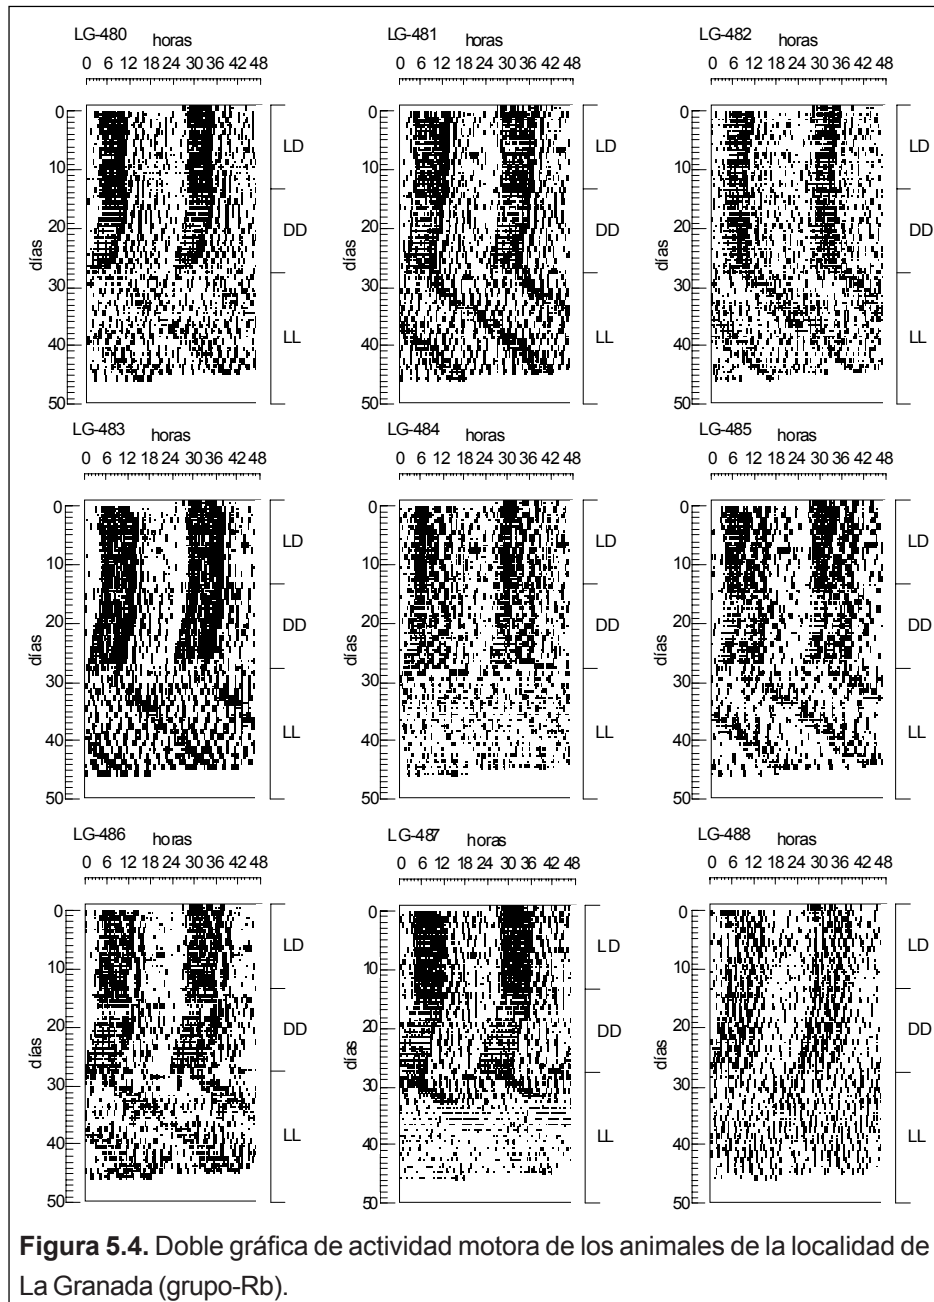 LG-480 horas
0 6 12 18 24 30 36 42 48
0
10
20
30
40
50
días
LD
DD
LL
LG-481 horas
0 6 12 18 24 30 36 42 48
0
10
20
30
40
50
días
LD
DD
LL
LG-482 horas
0 6 12 18 24 30 36 42 48
0
10
20
30
40
50
días
LD
DD
LL
LG-483 horas
0 6 12 18 24 30 36 42 48
0
10
20
30
40
50
días
LD
DD
LL
LG-484 horas
0 6 12 18 24 30 36 42 48
0
10
20
30
40
50
días
LD
DD
LL
LG-485 horas
0 6 12 18 24 30 36 42 48
0
10
20
30
40
50
días
LD
DD
LL
LG-486 horas
0 6 12 18 24 30 36 42 48
0
10
20
30
40
50
días
LD
DD
LL
LG-487 horas
0 6 12 18 24 30 36 42 48
0
10
20
30
40
50
días
LD
DD
LL
LG-488 horas
0 6 12 18 24 30 36 42 48
0
10
20
30
40
50
días
LD
DD
LL
Figura 5.4. Doble gráfica de actividad motora de los animales de la localidad de
La Granada (grupo-Rb).